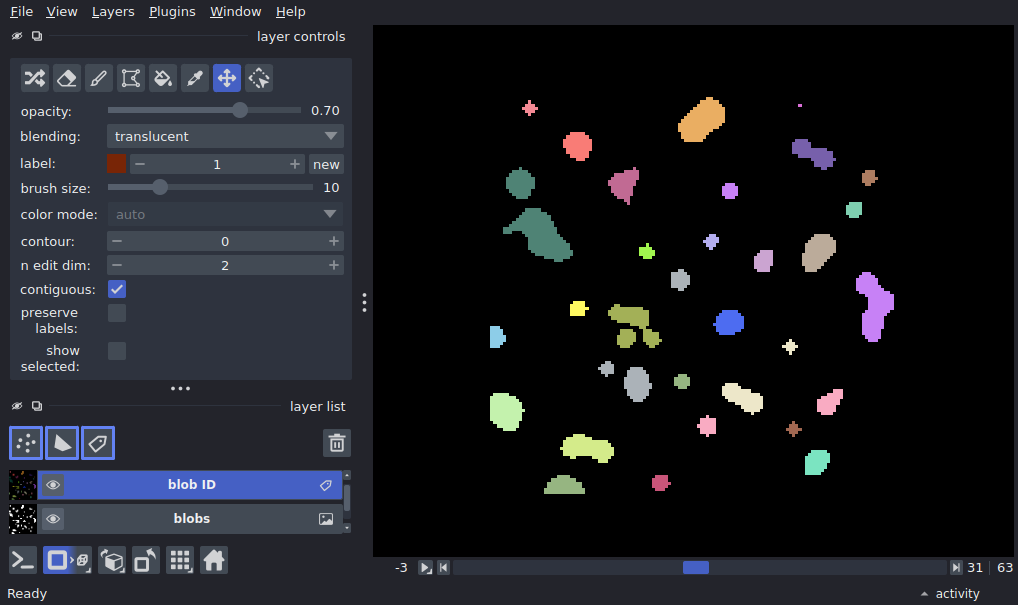 File View Layers Plugins Window Help
layer controls
opacity: 0.70
blending: translucent
label: 1 new
brush size: 10
color mode: auto
contour: 0
n edit dim: 2
contiguous:
preserve
labels:
show
selected:
layer list
blob ID
blobs
-3 31 63
Ready activity